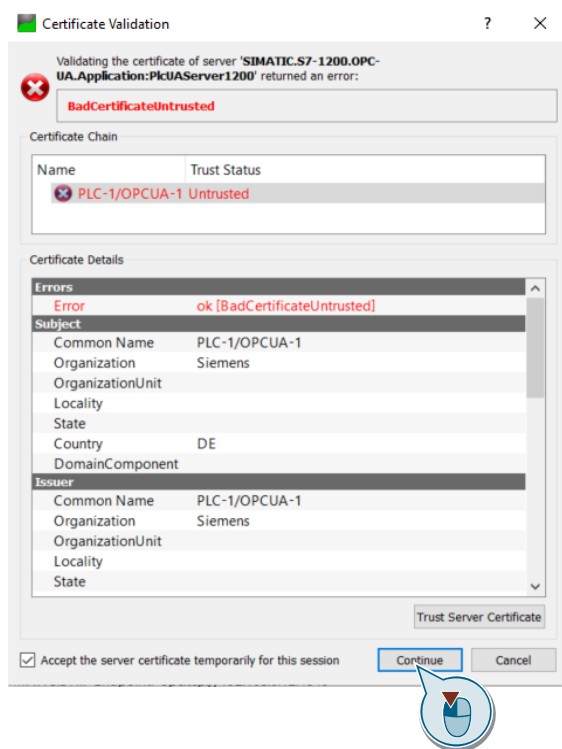 Certificate Validation ?
Validating the certificate of server 'SIMATIC.S7-1200.OPC-
UA.Application:PlcUAServer1200' returned an error:
BadCertificateUntrusted
Certificate Chain
Name Trust Status
PLC-1/OPCUA-1 Untrusted
Certificate Details
Errors
Error ok [BadCertificateUntrusted]
Subject
Common Name PLC-1/OPCUA-1
Organization Siemens
OrganizationUnit
Locality
State
Country DE
DomainComponent
Issuer
Common Name PLC-1/OPCUA-1
Organization Siemens
OrganizationUnit
Locality
State
Trust Server Certificate
Accept the server certificate temporarily for this session Continue Cancel